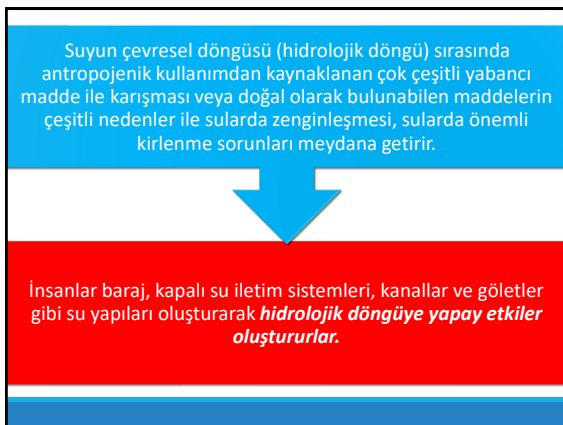 Suyun çevresel döngüsü (hidrolojik döngü) sırasında
antropojenik kullanımdan kaynaklanan çok çeşitli yabancı
madde ile karışması veya doğal olarak bulunabilen maddelerin
çeşitli nedenler ile sularda zenginleşmesi, sularda önemli
kirlenme sorunları meydana getirir.
İnsanlar baraj, kapalı su iletim sistemleri, kanallar ve göletler
gibi su yapıları oluşturarak hidrolojik döngüye yapay etkiler
oluştururlar.